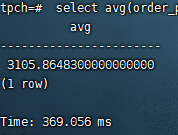 tpch=# select avg(order_p
avg
-----------------------
3105.8648300000000000
(1 row)
Time: 369.056 ms